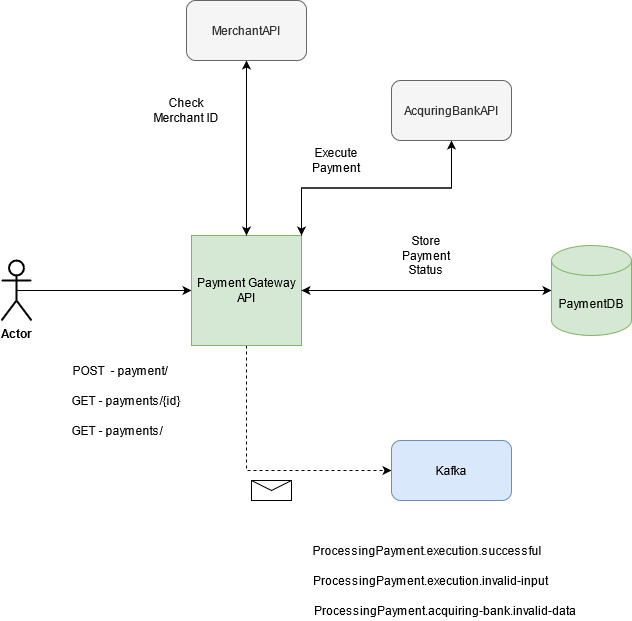 MerchantAPI
Check
Merchant ID
AcquringBankAPI
Execute
Payment
Store
Payment
Status
Payment Gateway
API
PaymentDB
Actor
POST - payment/
GET - payments/{id}
GET - payments/
Kafka
ProcessingPayment.execution.successful
ProcessingPayment.execution.invalid-input
ProcessingPayment.acquiring-bank.invalid-data